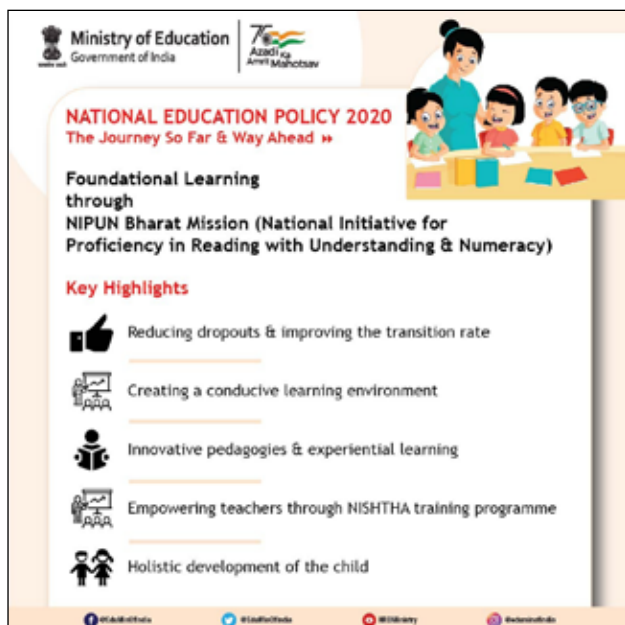 Ministry of Education
Government of India
75
Azadi Ka
Amrit Mahotsav
NATIONAL EDUCATION POLICY 2020
The Journey So Far & Way Ahead
Foundational Learning
through
NIPUN Bharat Mission (National Initiative for
Proficiency in Reading with Understanding & Numeracy)
Key Highlights
Reducing dropouts & improving the transition rate
Creating a conducive learning environment
Innovative pedagogies & experiential learning
Empowering teachers through NISHTHA training programme
Holistic development of the child
@EduMinOfIndia
@EduMinOfIndia